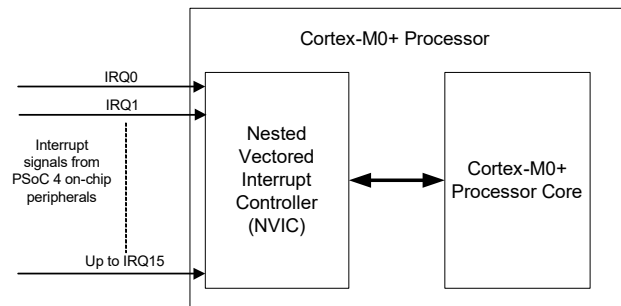 Cortex-M0+ Processor
IRQ0
IRQ1
Interrupt
signals from
PSoC 4 on-chip
peripherals
Up to IRQ15
Nested
Vectored
Interrupt
Controller
(NVIC)
Cortex-M0+
Processor Core